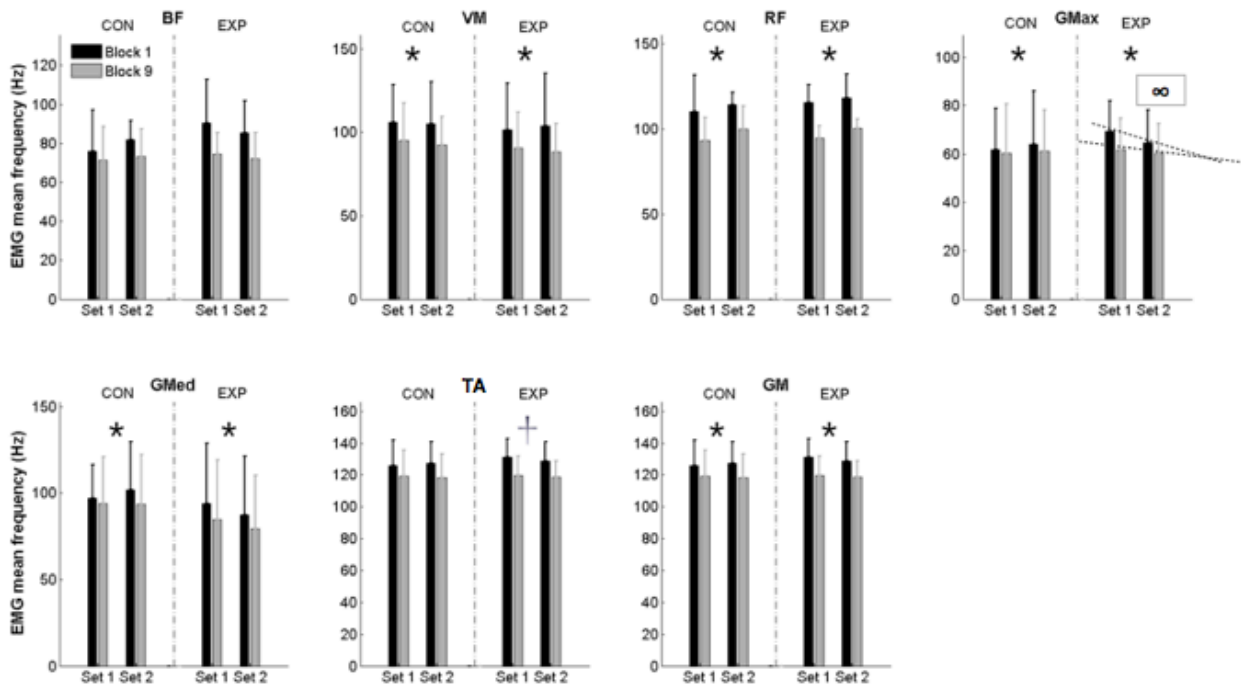 BF
CON EXP
Block 1
Block 9
EMG mean frequency (Hz)
120
100
80
60
40
20
0
Set 1 Set 2 Set 1 Set 2
VM
CON EXP
* *
150
100
50
0
Set 1 Set 2 Set 1 Set 2
RF
CON EXP
* *
150
100
50
0
Set 1 Set 2 Set 1 Set 2
GMax
CON EXP
* *
∞
100
80
60
40
20
0
Set 1 Set 2 Set 1 Set 2
GMed
CON EXP
* *
EMG mean frequency (Hz)
150
100
50
0
Set 1 Set 2 Set 1 Set 2
TA
CON EXP
†
160
140
120
100
80
60
40
20
0
Set 1 Set 2 Set 1 Set 2
GM
CON EXP
* *
160
140
120
100
80
60
40
20
0
Set 1 Set 2 Set 1 Set 2